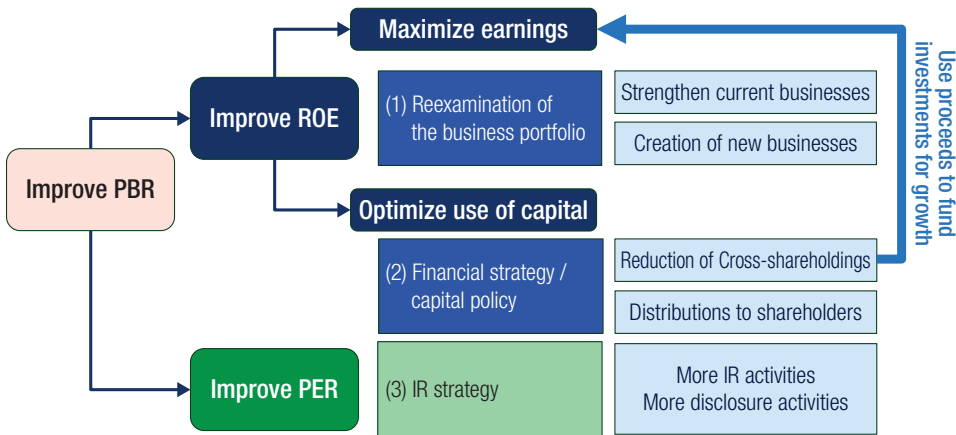 Maximize earnings
Improve ROE
(1) Reexamination of
the business portfolio
Strengthen current businesses
Creation of new businesses
Improve PBR
Optimize use of capital
(2) Financial strategy /
capital policy
Reduction of Cross-shareholdings
Distributions to shareholders
Use proceeds to fund
investments for growth
Improve PER
(3) IR strategy
More IR activities
More disclosure activities